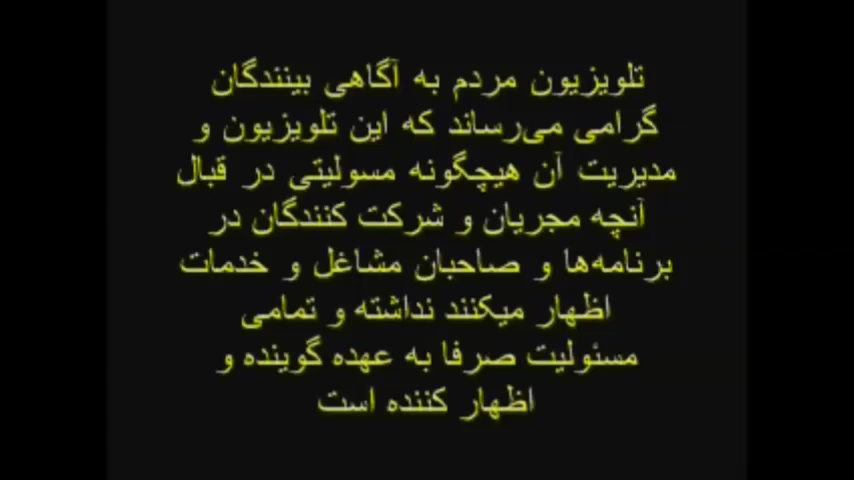 تلویزیون مردم به آگاهی بینندگان
گرامی می‌رساند که این تلویزیون و
مدیریت آن هیچگونه مسولیتی در قبال
آنچه مجریان و شرکت کنندگان در
برنامه‌ها و صاحبان مشاغل و خدمات
اظهار میکنند نداشته و تمامی
مسئولیت صرفا به عهده گوینده و
اظهار کننده است